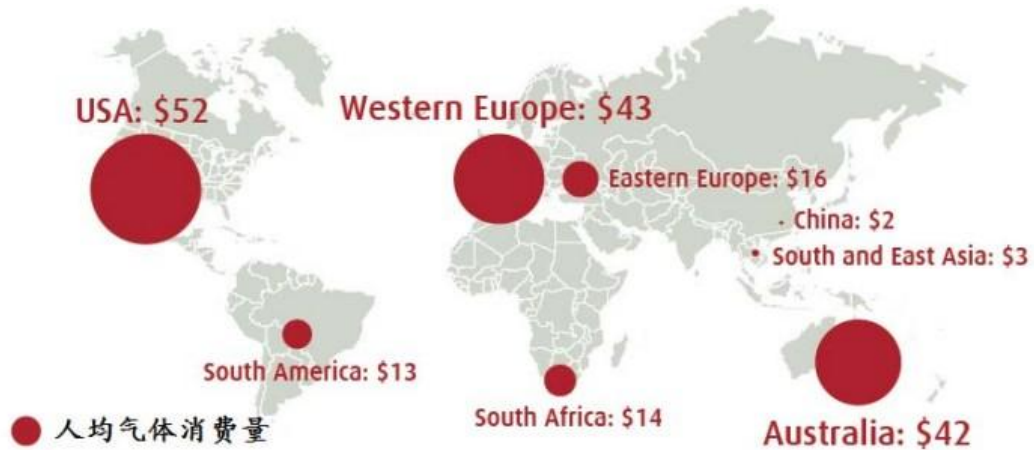 USA: $52
Western Europe: $43
Eastern Europe: $16
China: $2
South and East Asia: $3
South America: $13
South Africa: $14
Australia: $42
人均气体消费量